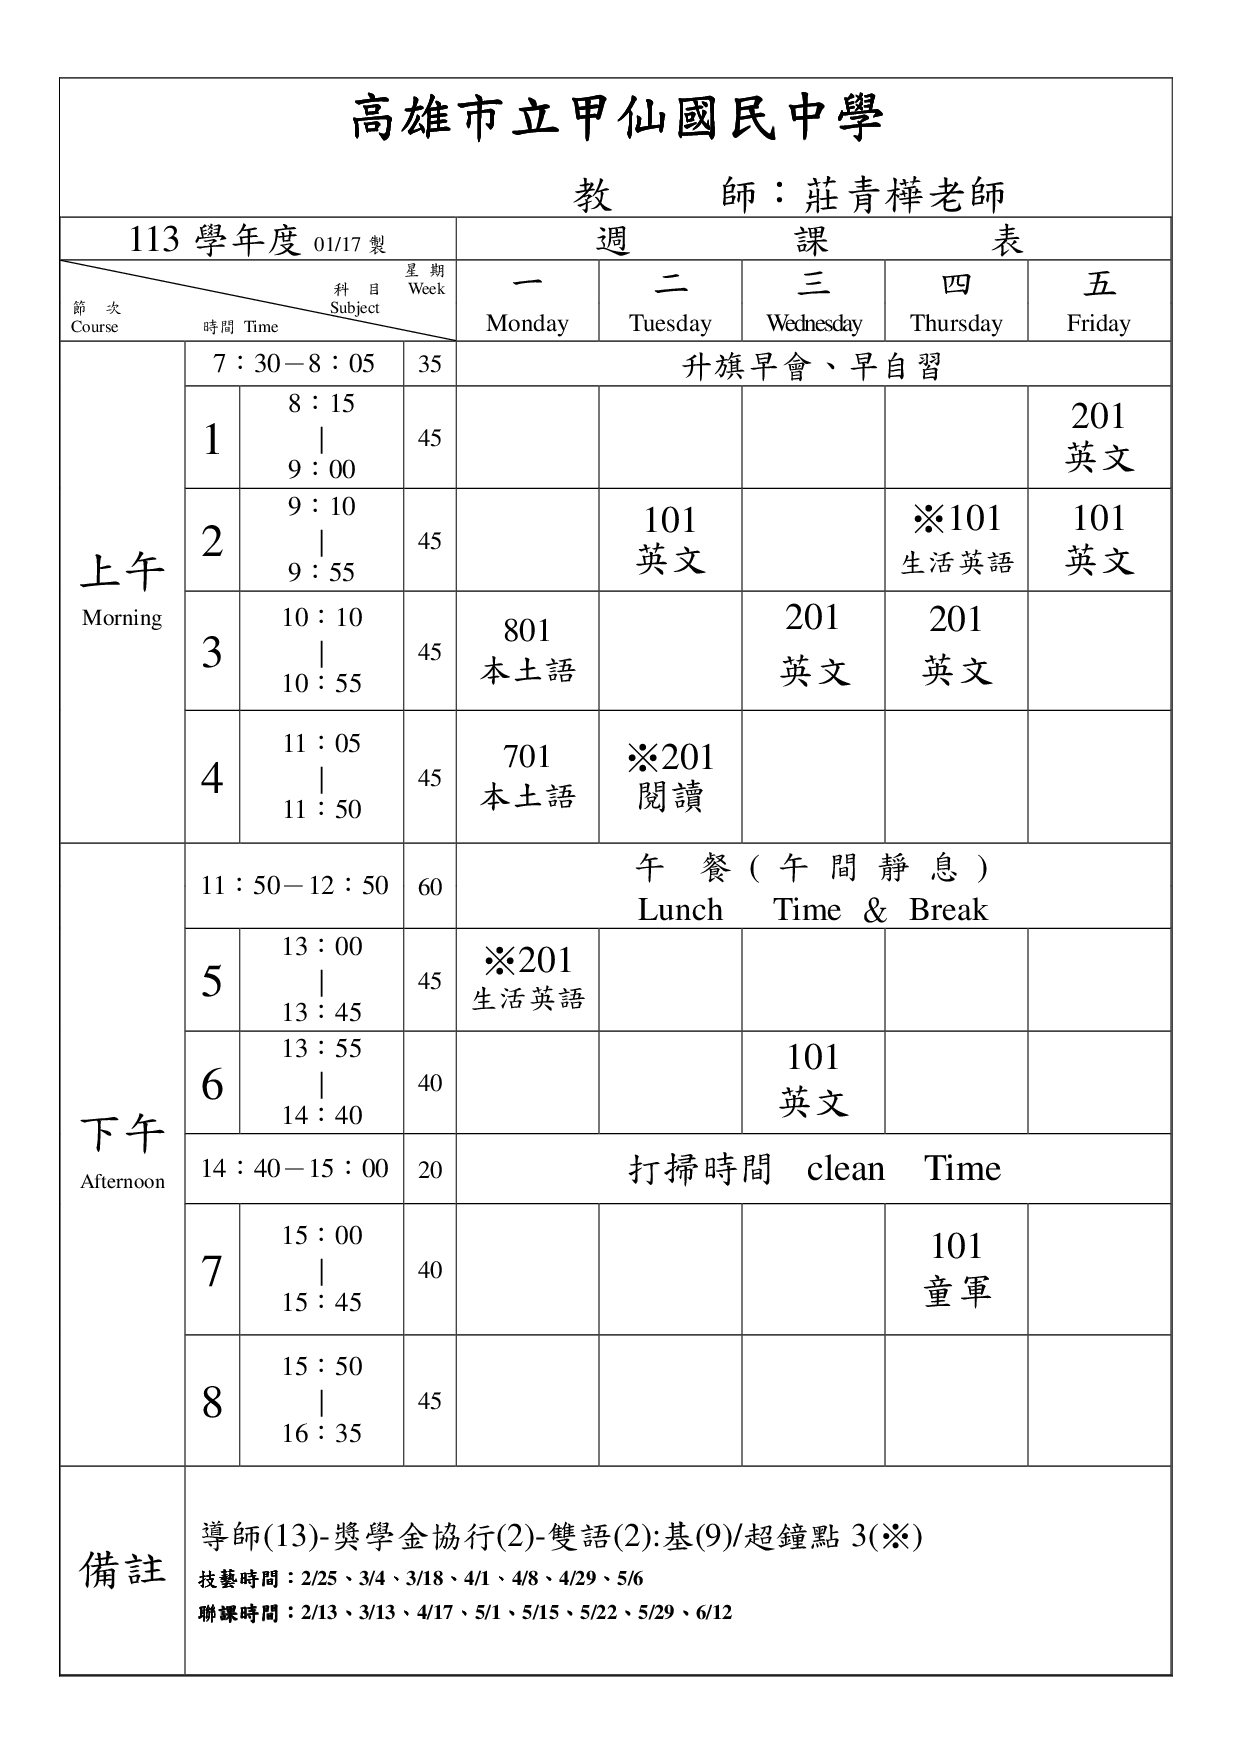 高雄市立甲仙國民中學
教 師：莊青樺老師
113 學年度 01/17 製 週 課 表
星 期
Week
科 目
Subject
節 次
Course
時間 Time
一 二 三 四 五
Monday Tuesday Wednesday Thursday Friday
上午
Morning
7：30－8：05 35 升旗早會、早自習
1
8：15
|
9：00
45
201
英文
2
9：10
|
9：55
45
101
英文
※101
生活英語
101
英文
3
10：10
|
10：55
45
801
本土語
201
英文
201
英文
4
11：05
|
11：50
45
701
本土語
※201
閱讀
下午
Afternoon
11：50－12：50 60
午 餐 ( 午 間 靜 息 )
Lunch Time & Break
5
13：00
|
13：45
45
※201
生活英語
6
13：55
|
14：40
40
101
英文
14：40－15：00 20 打掃時間 clean Time
7
15：00
|
15：45
40
101
童軍
8
15：50
|
16：35
45
備註
導師(13)-獎學金協行(2)-雙語(2):基(9)/超鐘點 3(※)
技藝時間：2/25、3/4、3/18、4/1、4/8、4/29、5/6
聯課時間：2/13、3/13、4/17、5/1、5/15、5/22、5/29、6/12